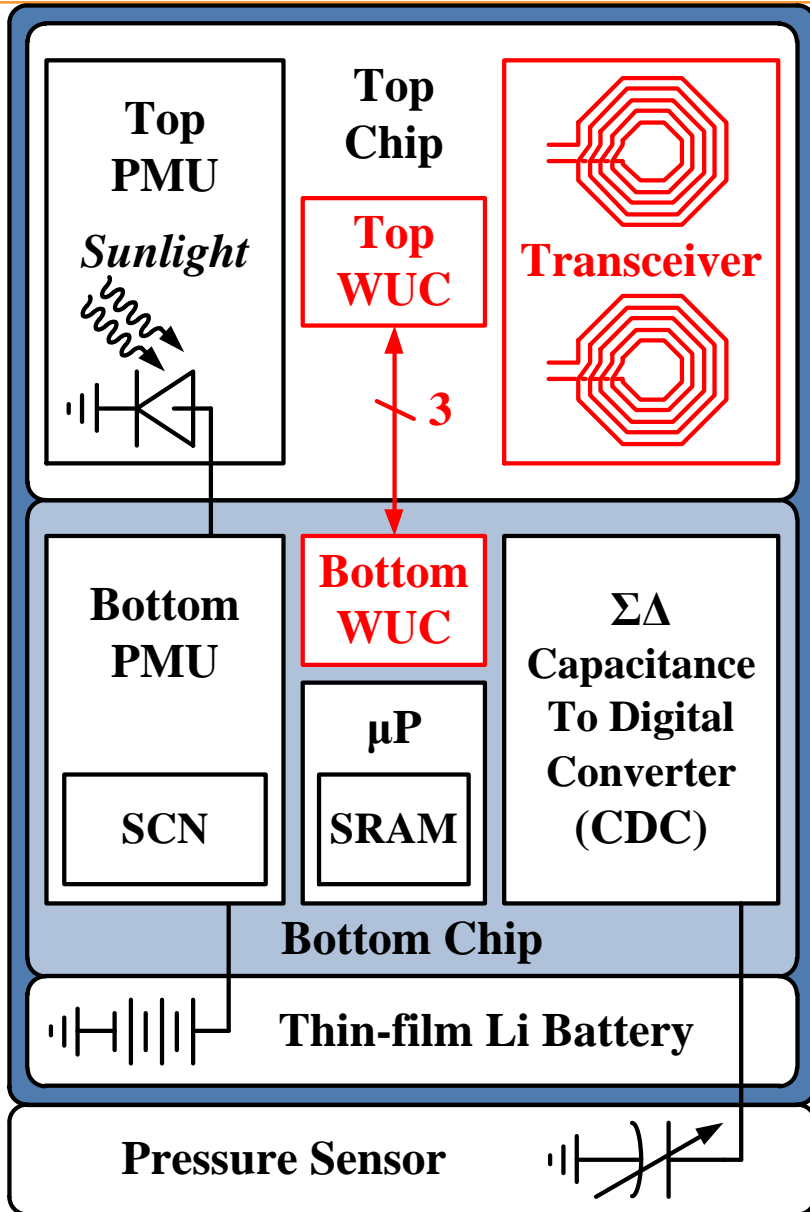 Top
PMU
Sunlight
Top
Chip
Top
WUC
Transceiver
3
Bottom
PMU
SCN
Bottom
WUC
μP
SRAM
ΣΔ
Capacitance
To Digital
Converter
(CDC)
Bottom Chip
Thin-film Li Battery
Pressure Sensor